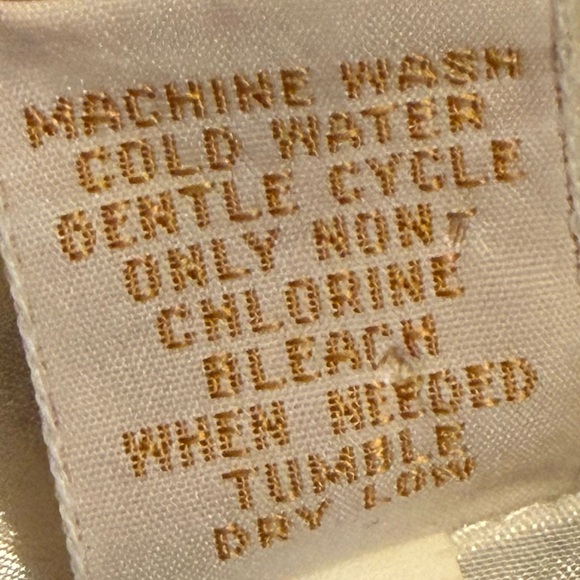 MACHINE WASH
COLD WATER
GENTLE CYCLE
ONLY NON-
CHLORINE
BLEACH
WHEN NEEDED
TUMBLE
DRY LOW